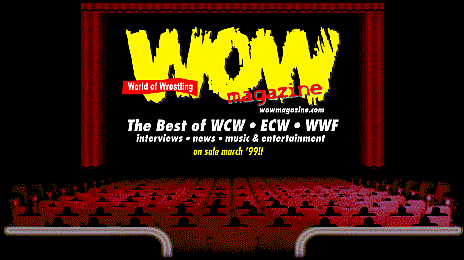 WOW
World of Wrestling
magazine
wowmagazine.com
The Best of WCW • ECW • WWF
interviews • news • music & entertainment
on sale march '99!!